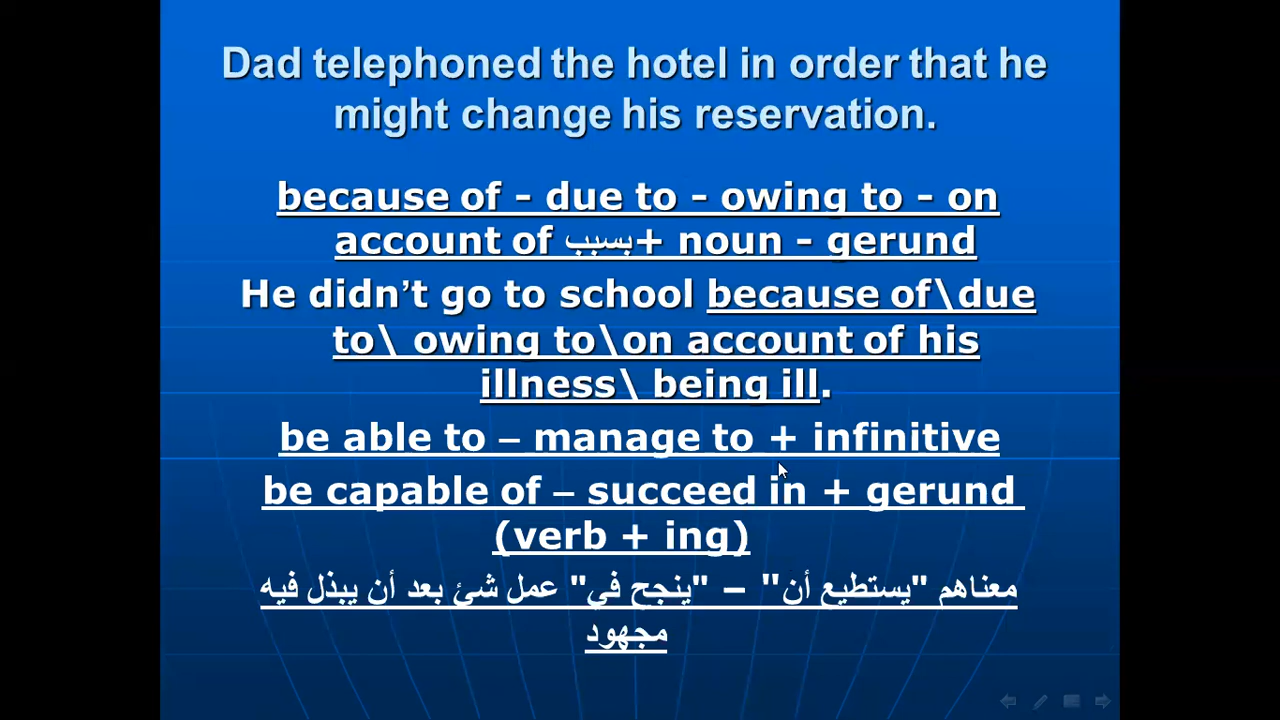 Dad telephoned the hotel in order that he
might change his reservation.
because of - due to - owing to - on
account of بسبب+ noun - gerund
He didn’t go to school because of\due
to\ owing to\on account of his
illness\ being ill.
be able to – manage to + infinitive
be capable of – succeed in + gerund
(verb + ing)
معناهم "يستطيع أن" – "ينجح في" عمل شئ بعد أن يبذل فيه
مجهود